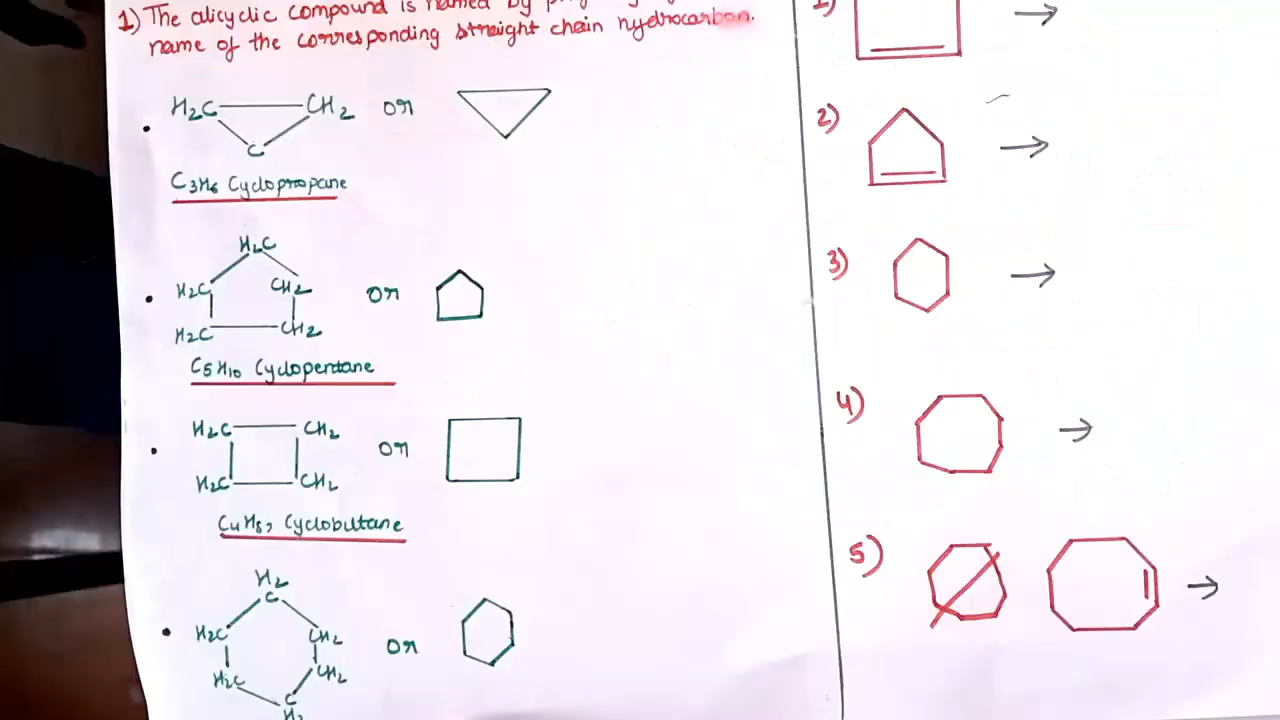 1) The alicyclic compound is named by
name of the corresponding straight chain hydrocarbon.
H₂C CH₂ or
C
C₃H₆ Cyclopropane
H₂C
H₂C CH₂ or
H₂C CH₂
C₅H₁₀ Cyclopentane
H₂C CH₂ or
H₂C CH₂
C₄H₈, Cyclobutane
H₂
C
H₂C CH₂ or
H₂C CH₂
C
H₂
1) →
2) →
3) →
4) →
5) →